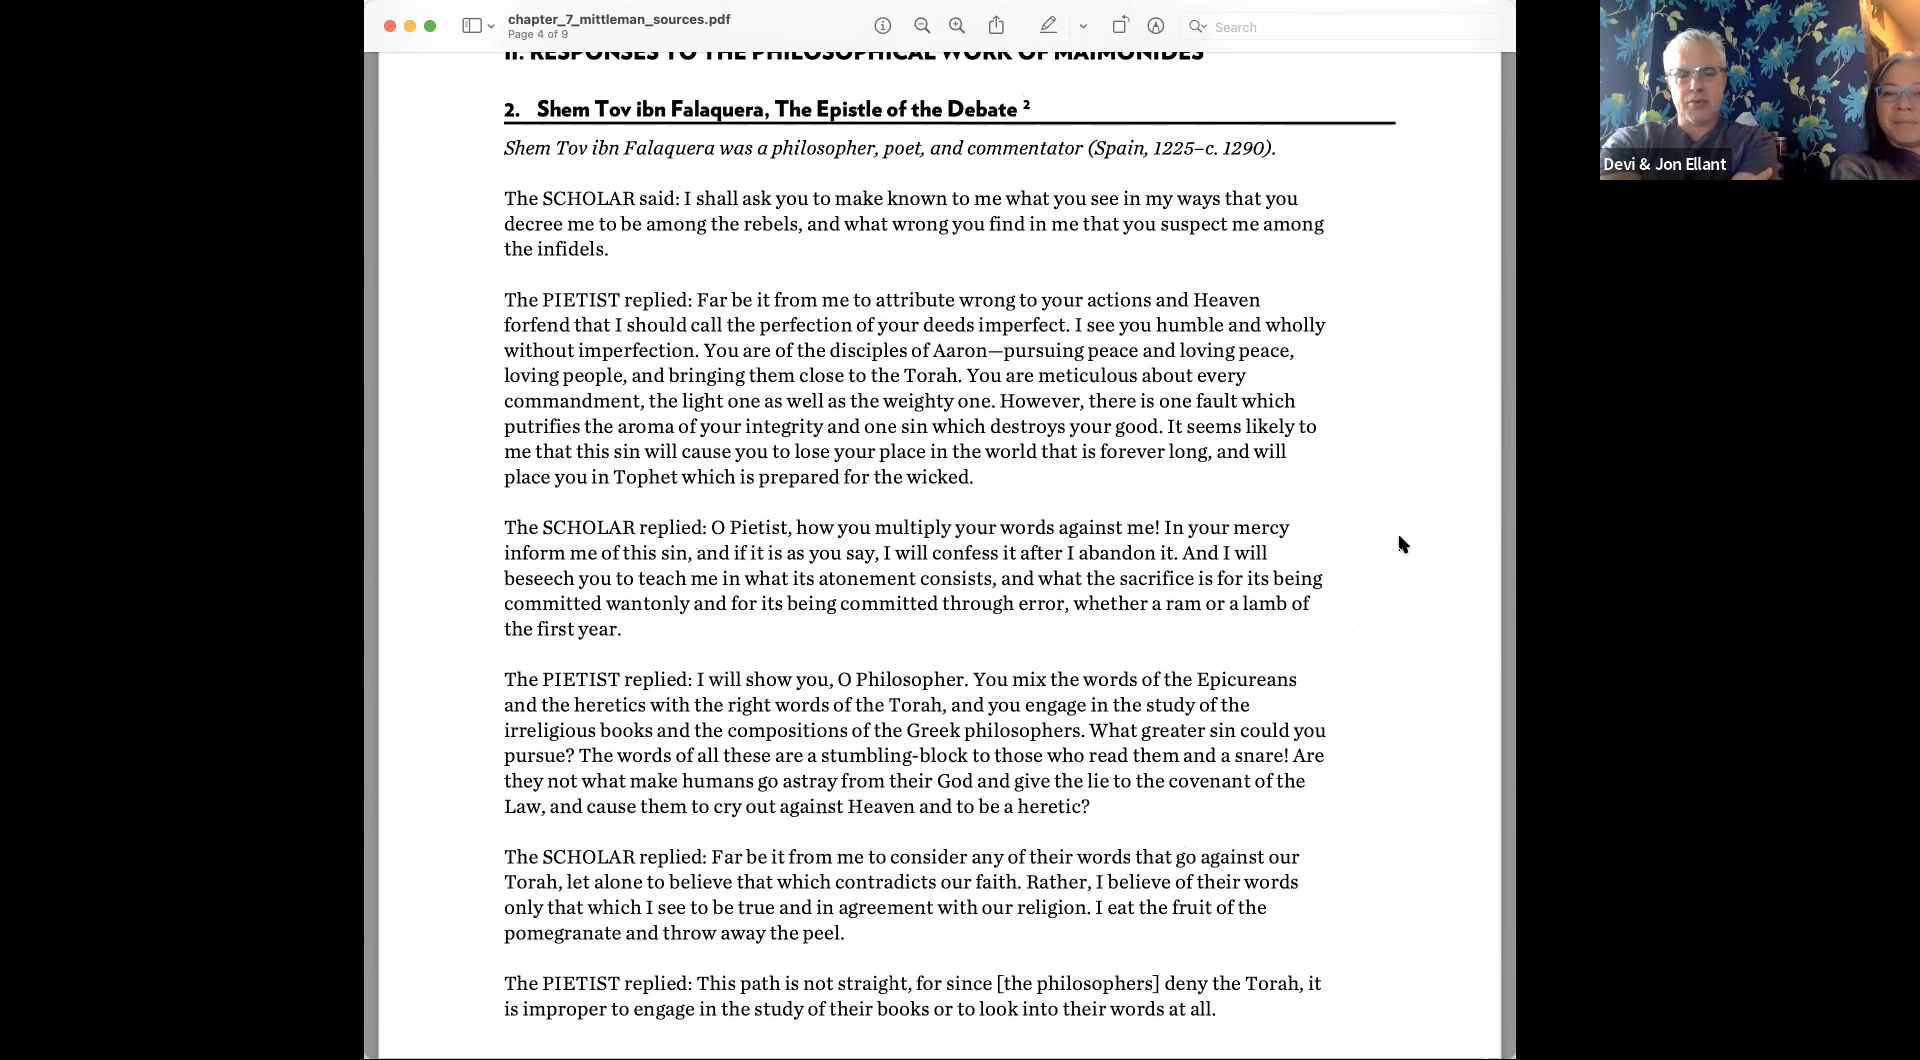 chapter_7_mittleman_sources.pdf
Page 4 of 9
Search
II. RESPONSES TO THE PHILOSOPHICAL WORK OF MAIMONIDES
2. Shem Tov ibn Falaquera, The Epistle of the Debate ²
Shem Tov ibn Falaquera was a philosopher, poet, and commentator (Spain, 1225–c. 1290).
The SCHOLAR said: I shall ask you to make known to me what you see in my ways that you
decree me to be among the rebels, and what wrong you find in me that you suspect me among
the infidels.
The PIETIST replied: Far be it from me to attribute wrong to your actions and Heaven
forfend that I should call the perfection of your deeds imperfect. I see you humble and wholly
without imperfection. You are of the disciples of Aaron—pursuing peace and loving peace,
loving people, and bringing them close to the Torah. You are meticulous about every
commandment, the light one as well as the weighty one. However, there is one fault which
putrifies the aroma of your integrity and one sin which destroys your good. It seems likely to
me that this sin will cause you to lose your place in the world that is forever long, and will
place you in Tophet which is prepared for the wicked.
The SCHOLAR replied: O Pietist, how you multiply your words against me! In your mercy
inform me of this sin, and if it is as you say, I will confess it after I abandon it. And I will
beseech you to teach me in what its atonement consists, and what the sacrifice is for its being
committed wantonly and for its being committed through error, whether a ram or a lamb of
the first year.
The PIETIST replied: I will show you, O Philosopher. You mix the words of the Epicureans
and the heretics with the right words of the Torah, and you engage in the study of the
irreligious books and the compositions of the Greek philosophers. What greater sin could you
pursue? The words of all these are a stumbling-block to those who read them and a snare! Are
they not what make humans go astray from their God and give the lie to the covenant of the
Law, and cause them to cry out against Heaven and to be a heretic?
The SCHOLAR replied: Far be it from me to consider any of their words that go against our
Torah, let alone to believe that which contradicts our faith. Rather, I believe of their words
only that which I see to be true and in agreement with our religion. I eat the fruit of the
pomegranate and throw away the peel.
The PIETIST replied: This path is not straight, for since [the philosophers] deny the Torah, it
is improper to engage in the study of their books or to look into their words at all.
Devi & Jon Ellant